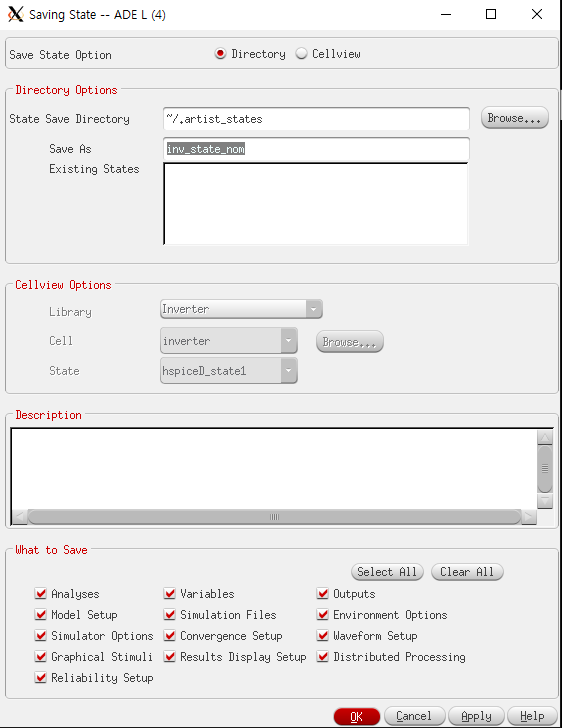 Saving State -- ADE L (4)
Save State Option Directory Cellview
Directory Options
State Save Directory ~/.artist_states Browse...
Save As inv_state_nom
Existing States
Cellview Options
Library Inverter
Cell inverter Browse...
State hspiceD_state1
Description
What to Save
Select All Clear All
Analyses Variables Outputs
Model Setup Simulation Files Environment Options
Simulator Options Convergence Setup Waveform Setup
Graphical Stimuli Results Display Setup Distributed Processing
Reliability Setup
OK Cancel Apply Help